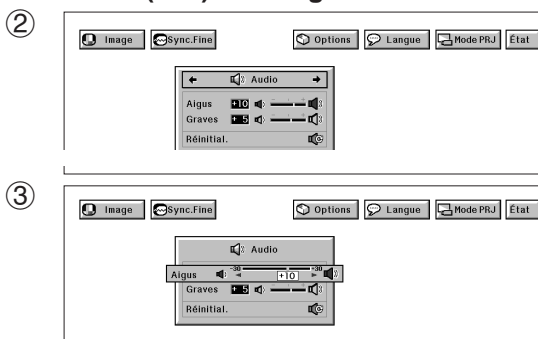 ②
Image Sync.Fine Options Langue Mode PRJ État
Audio
Aigus +10 - +
Graves + 5 - +
Réinitial.
③
Image Sync.Fine Options Langue Mode PRJ État
Audio
Aigus -30 +10 +30
Graves + 5 - +
Réinitial.